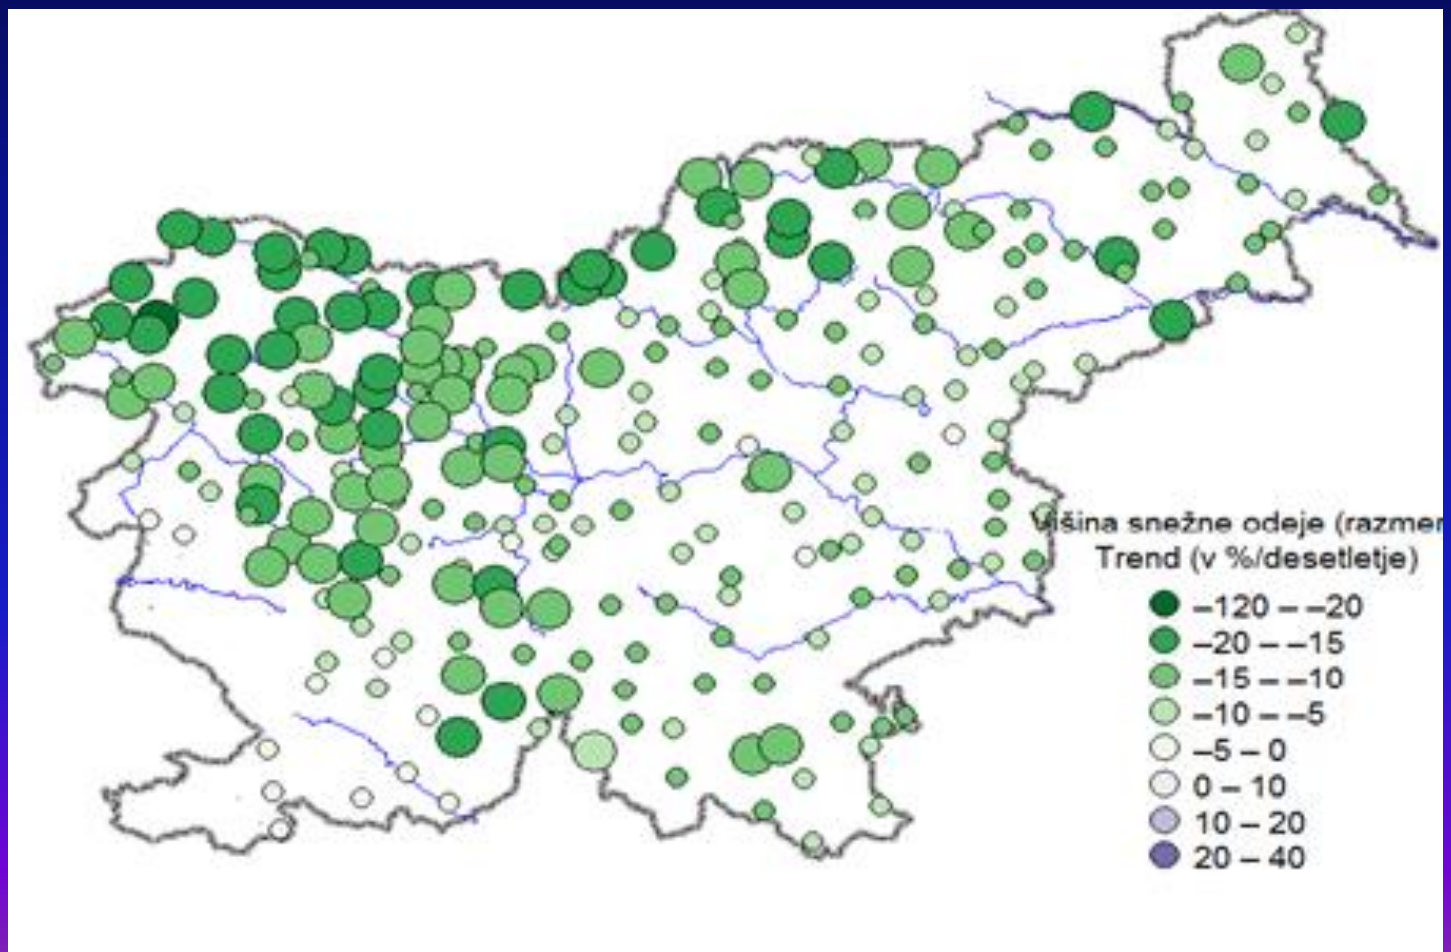 Višina snežne odeje (razmer
Trend (v %/desetletje)
–120 – –20
–20 – –15
–15 – –10
–10 – –5
–5 – 0
0 – 10
10 – 20
20 – 40